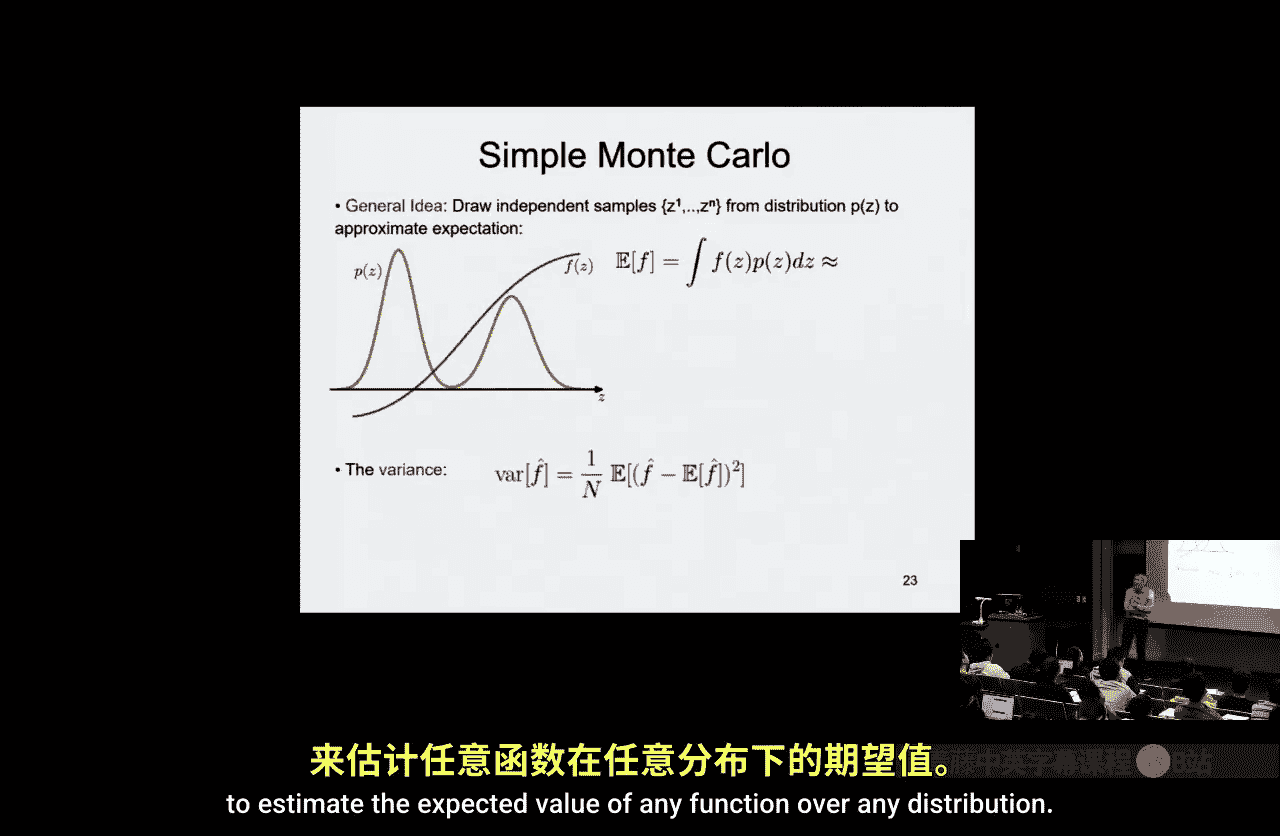 Simple Monte Carlo
• General Idea: Draw independent samples {z¹,..,zⁿ} from distribution p(z) to
approximate expectation:
p(z)
f(z)
𝔼[f] = ∫ f(z)p(z)dz ≈
z
• The variance:
var[f̂] = 1/N 𝔼[(f̂ − 𝔼[f̂])²]
23
来估计任意函数在任意分布下的期望值。
to estimate the expected value of any function over any distribution.